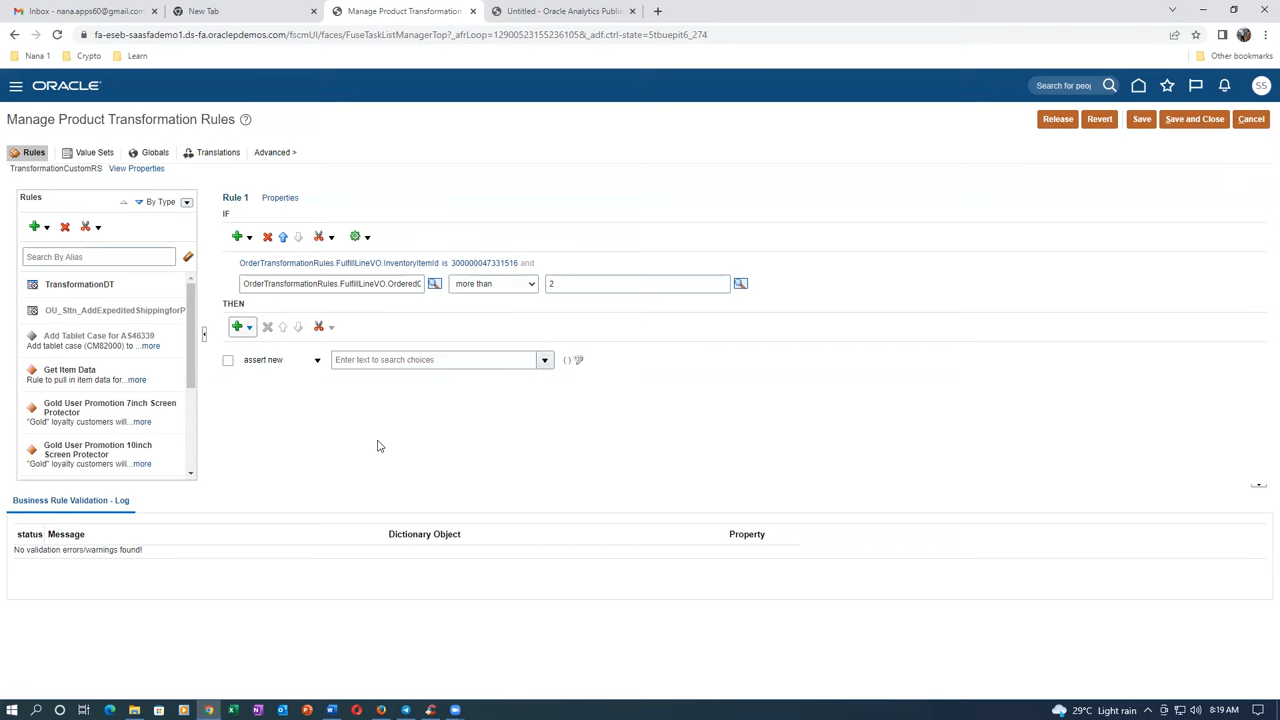 Inbox - nana.apps60@gmail.com
New Tab
Manage Product Transformation
Untitled - Oracle Analytics Publi
fa-eseb-saasfademo1.ds-fa.oraclepdemos.com/fscmUI/faces/FuseTaskListManagerTop?_afrLoop=12900523155236105&_adf.ctrl-state=5tbuepit6_274
Nana 1
Crypto
Learn
Other bookmarks
ORACLE
Search for peop
SS
Manage Product Transformation Rules
Release
Revert
Save
Save and Close
Cancel
Rules
Value Sets
Globals
Translations
Advanced >
TransformationCustomRS
View Properties
Rules
By Type
Rule 1
Properties
IF
Search By Alias
OrderTransformationRules.FulfillLineVO.InventoryItemId is 300000047331516 and
OrderTransformationRules.FulfillLineVO.OrderedQ
more than
2
THEN
TransformationDT
OU_Sltn_AddExpeditedShippingforP
Add Tablet Case for AS46339
Add tablet case (CM82000) to ...more
assert new
Enter text to search choices
( )
Get Item Data
Rule to pull in item data for...more
Gold User Promotion 7inch Screen
Protector
"Gold" loyalty customers will...more
Gold User Promotion 10inch
Screen Protector
"Gold" loyalty customers will...more
Business Rule Validation - Log
status
Message
Dictionary Object
Property
No validation errors/warnings found!
29°C Light rain
8:19 AM